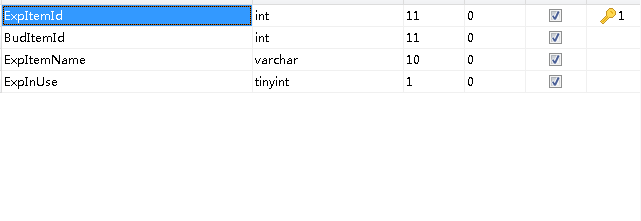 ExpItemId int 11 0 1
BudItemId int 11 0
ExpItemName varchar 10 0
ExpInUse tinyint 1 0